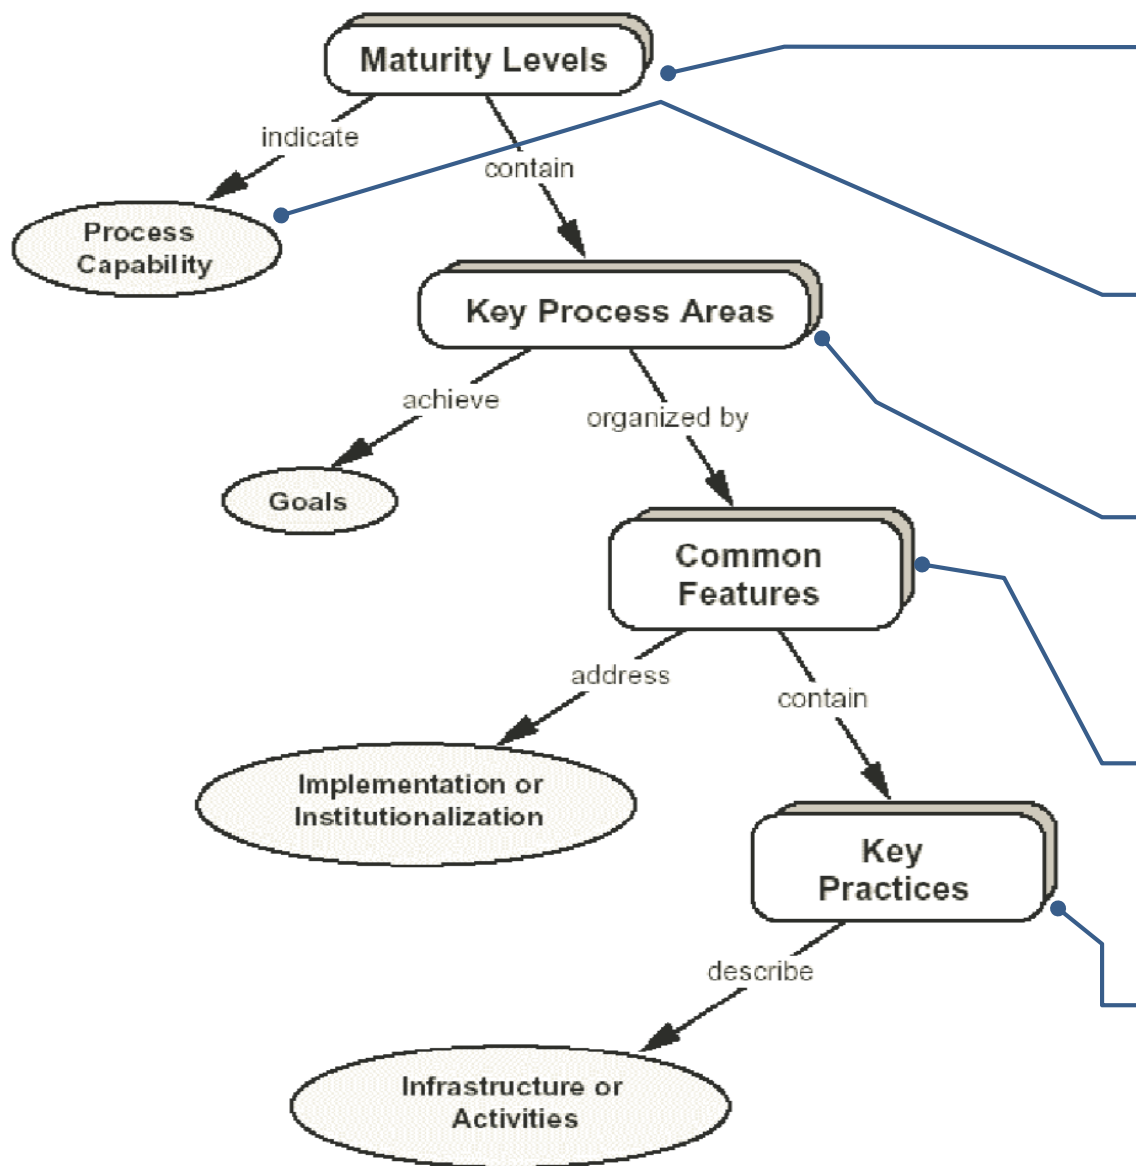 Maturity Levels
indicate
contain
Process
Capability
Key Process Areas
achieve
organized by
Goals
Common
Features
address
contain
Implementation or
Institutionalization
Key
Practices
describe
Infrastructure or
Activities